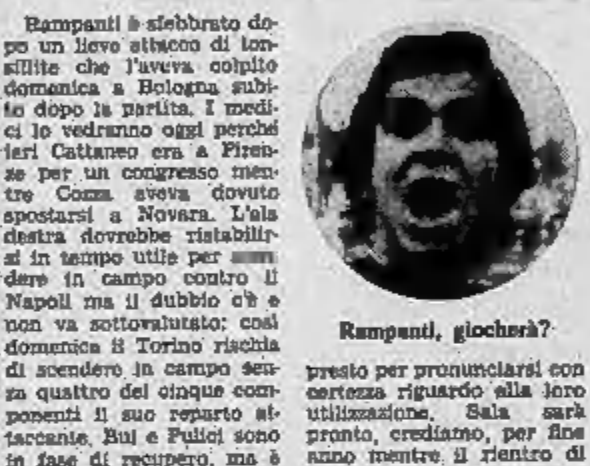 Rampanti è sfebbrato do-
po un lieve attacco di ton-
sillite che l'aveva colpito
domenica a Bologna subi-
to dopo la partita. I medi-
ci lo vedranno oggi perché
ieri Cattaneo era a Firen-
ze per un congresso men-
tre Cozza aveva dovuto
spostarsi a Novara. L'ala
destra dovrebbe ristabilir-
si in tempo utile per
dere in campo contro il
Napoli ma il dubbio c'è e
non va sottovalutato: così
domenica il Torino rischia
di scendere in campo sen-
za quattro dei cinque com-
ponenti il suo reparto at-
taccante. Bui e Pulici sono
in fase di recupero, ma è
Rampanti, giocherà?
presto per pronunciarsi con
certezza riguardo alla loro
utilizzazione. Sala sarà
pronto, crediamo, per fine
anno mentre il rientro di